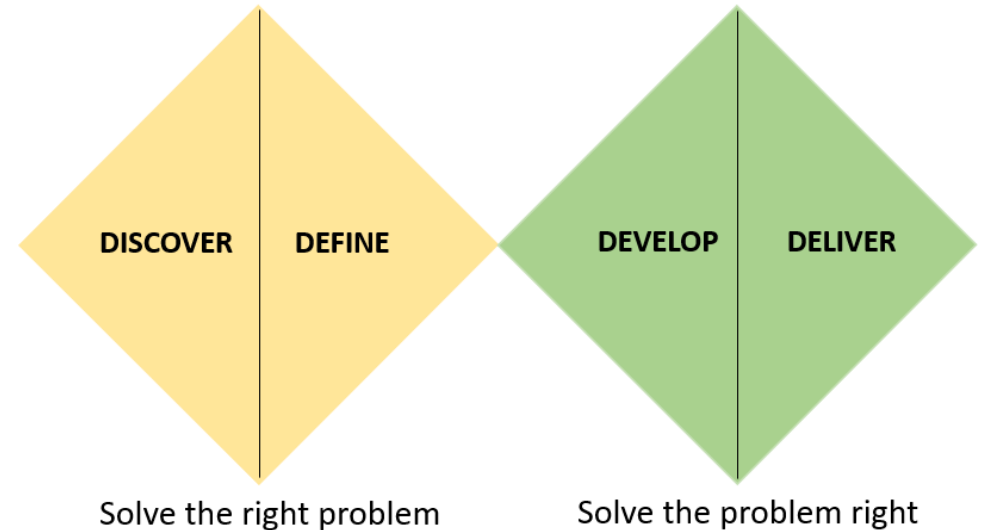 DISCOVER DEFINE DEVELOP DELIVER
Solve the right problem Solve the problem right